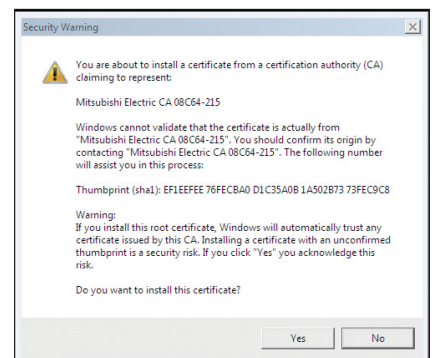 Security Warning
You are about to install a certificate from a certification authority (CA)
claiming to represent:
Mitsubishi Electric CA 08C64-215
Windows cannot validate that the certificate is actually from
"Mitsubishi Electric CA 08C64-215". You should confirm its origin by
contacting "Mitsubishi Electric CA 08C64-215". The following number
will assist you in this process:
Thumbprint (sha1): EF1EEFEE 76FECBA0 D1C35A0B 1A502B73 73FEC9C8
Warning:
If you install this root certificate, Windows will automatically trust any
certificate issued by this CA. Installing a certificate with an unconfirmed
thumbprint is a security risk. If you click "Yes" you acknowledge this
risk.
Do you want to install this certificate?
Yes No